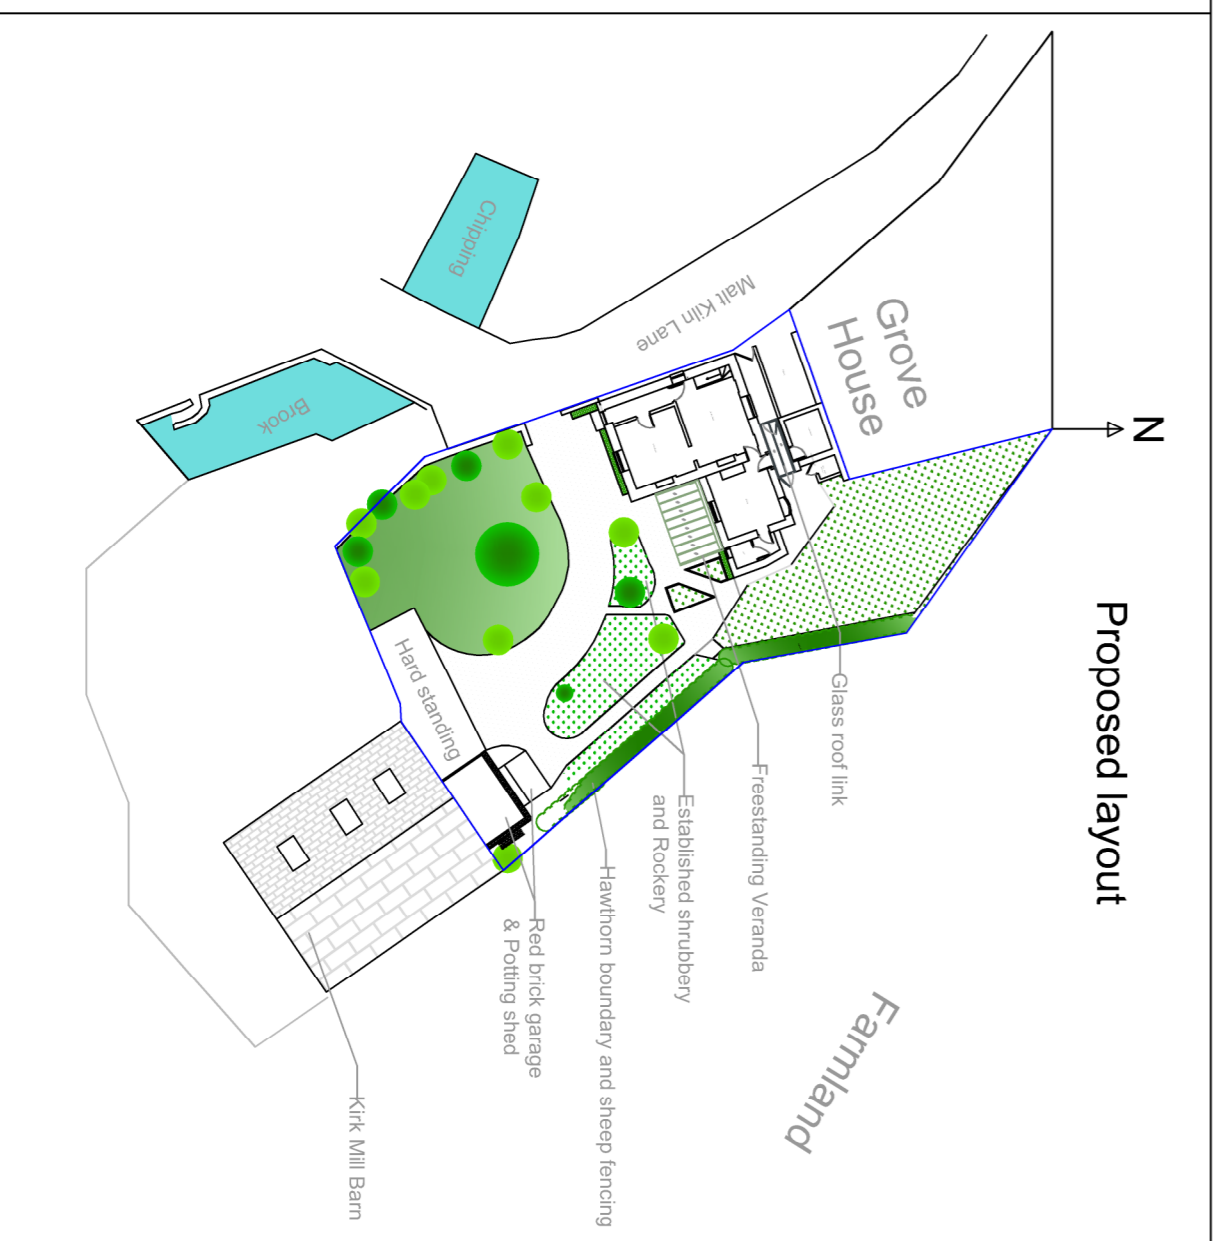 Proposed layout
N
Grove
House
Malt Kiln Lane
Chipping
Brook
Hard standing
Glass roof link
Freestanding Veranda
Established shrubbery
and Rockery
Hawthorn boundary and sheep fencing
Red brick garage
& Potting shed
Kirk Mill Barn
Farmland